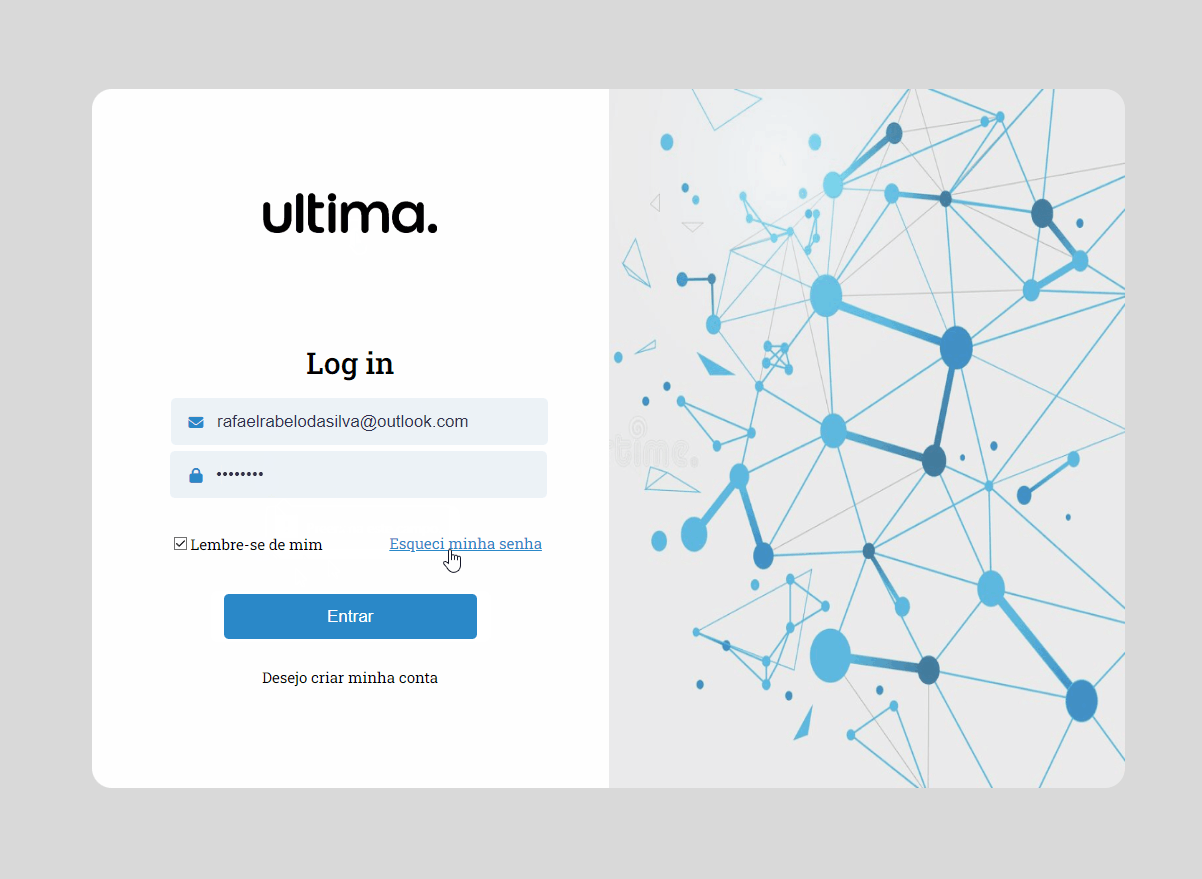 ultima.
Log in
rafaelrabelodasilva@outlook.com
••••••••
Lembre-se de mim
Esqueci minha senha
Entrar
Desejo criar minha conta